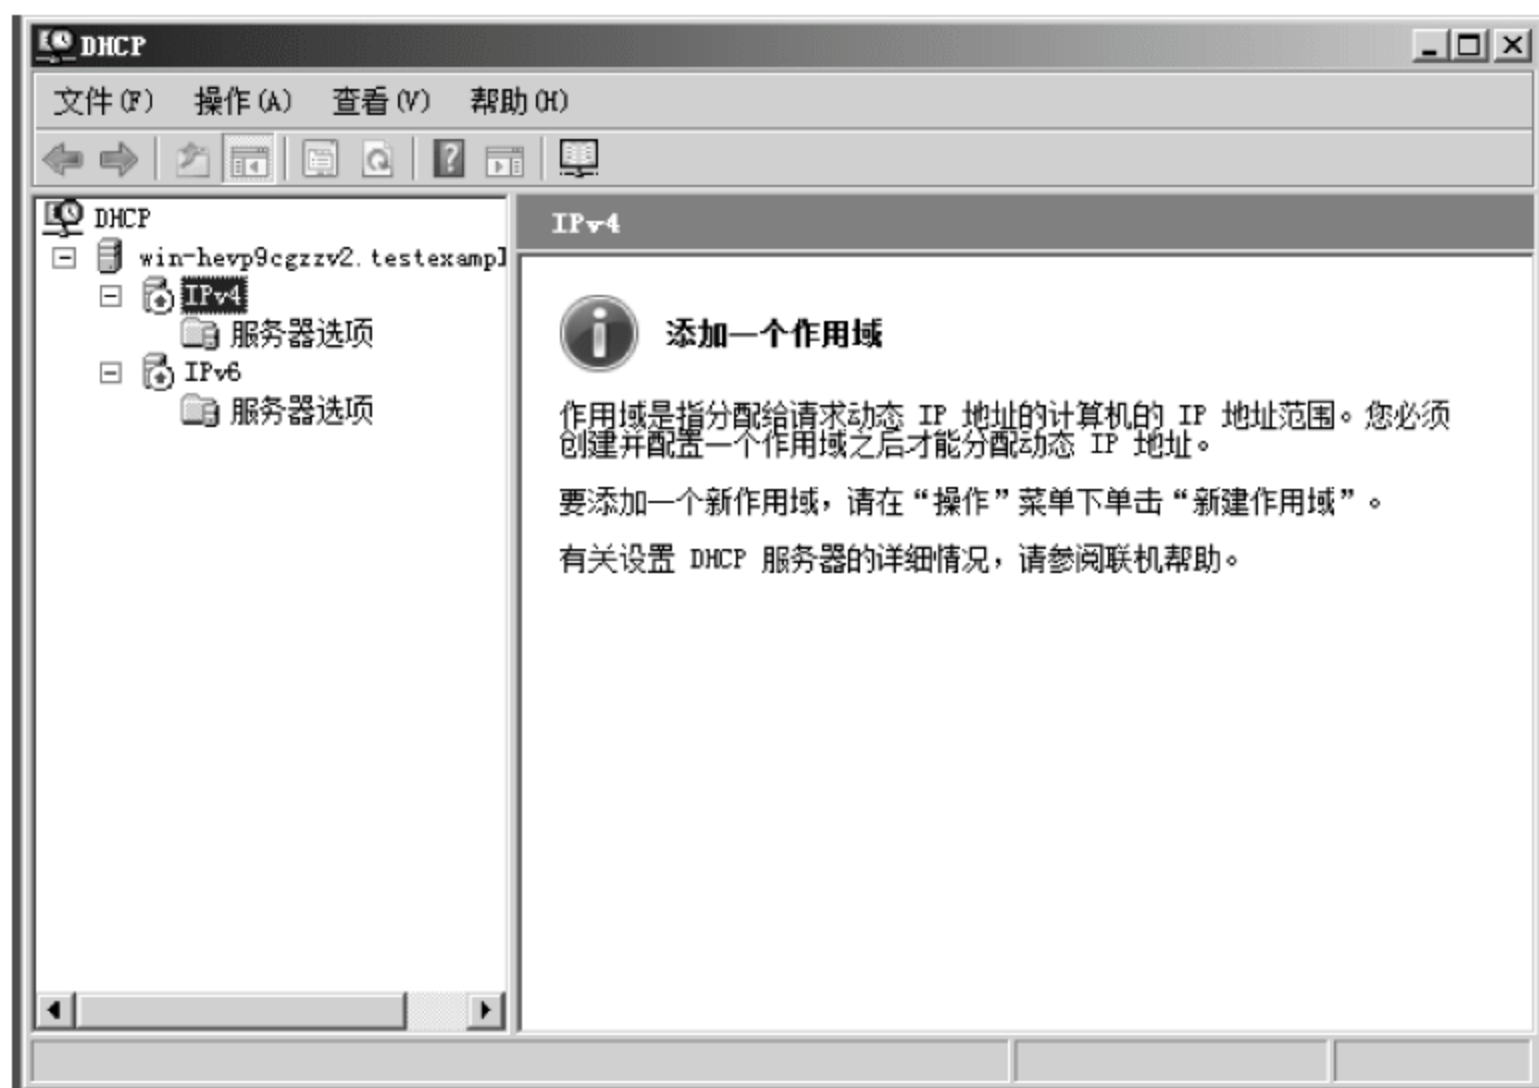 DHCP
文件(F) 操作(A) 查看(V) 帮助(H)
DHCP
win-hevp9cgzzv2.testexampl
IPv4
服务器选项
IPv6
服务器选项
IPv4
添加一个作用域
作用域是指分配给请求动态 IP 地址的计算机的 IP 地址范围。您必须
创建并配置一个作用域之后才能分配动态 IP 地址。
要添加一个新作用域，请在“操作”菜单下单击“新建作用域”。
有关设置 DHCP 服务器的详细情况，请参阅联机帮助。